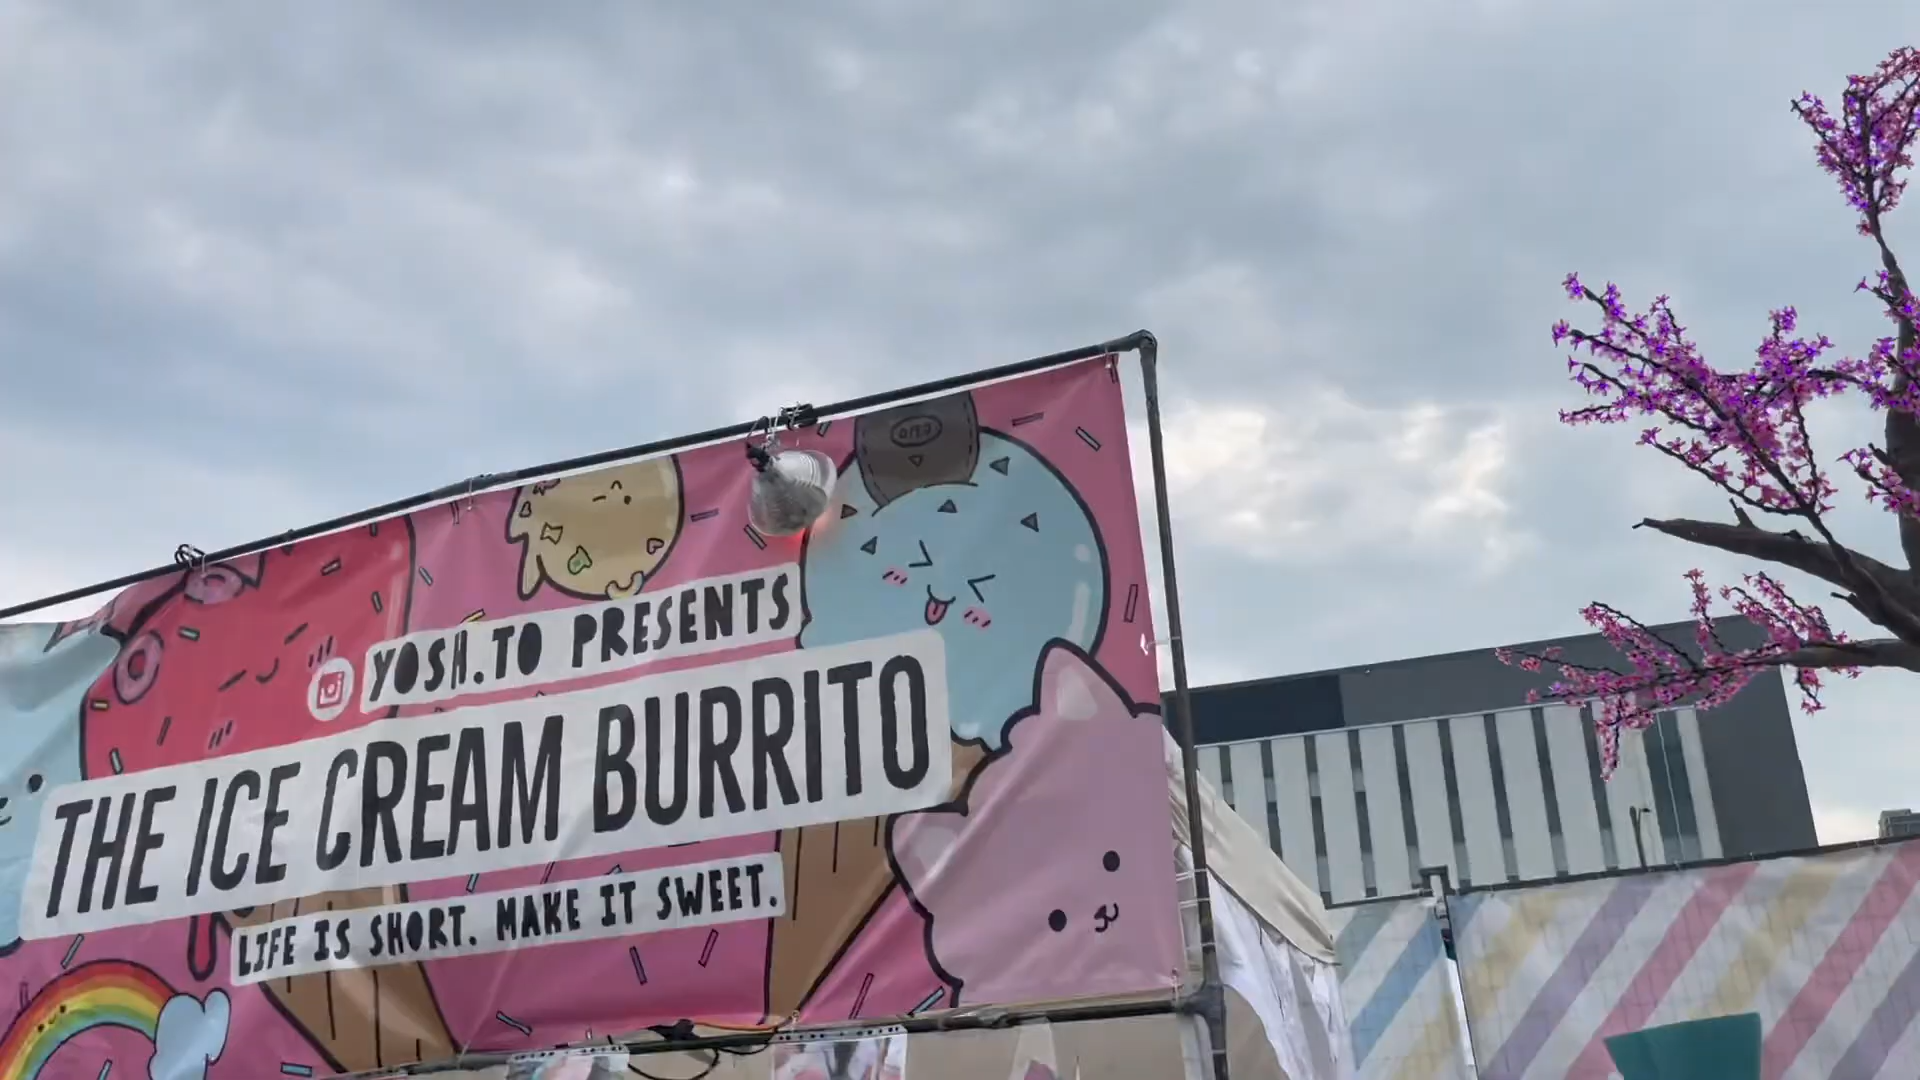 YOSH.TO PRESENTS
THE ICE CREAM BURRITO
LIFE IS SHORT. MAKE IT SWEET.